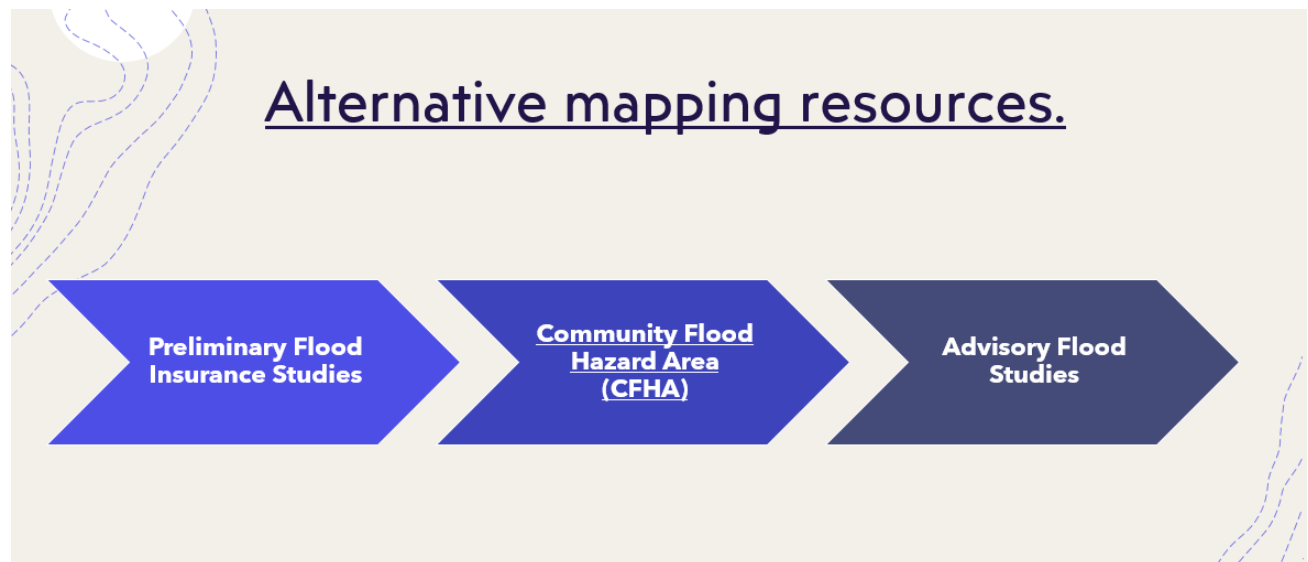 Alternative mapping resources.
Preliminary Flood
Insurance Studies
Community Flood
Hazard Area
(CFHA)
Advisory Flood
Studies